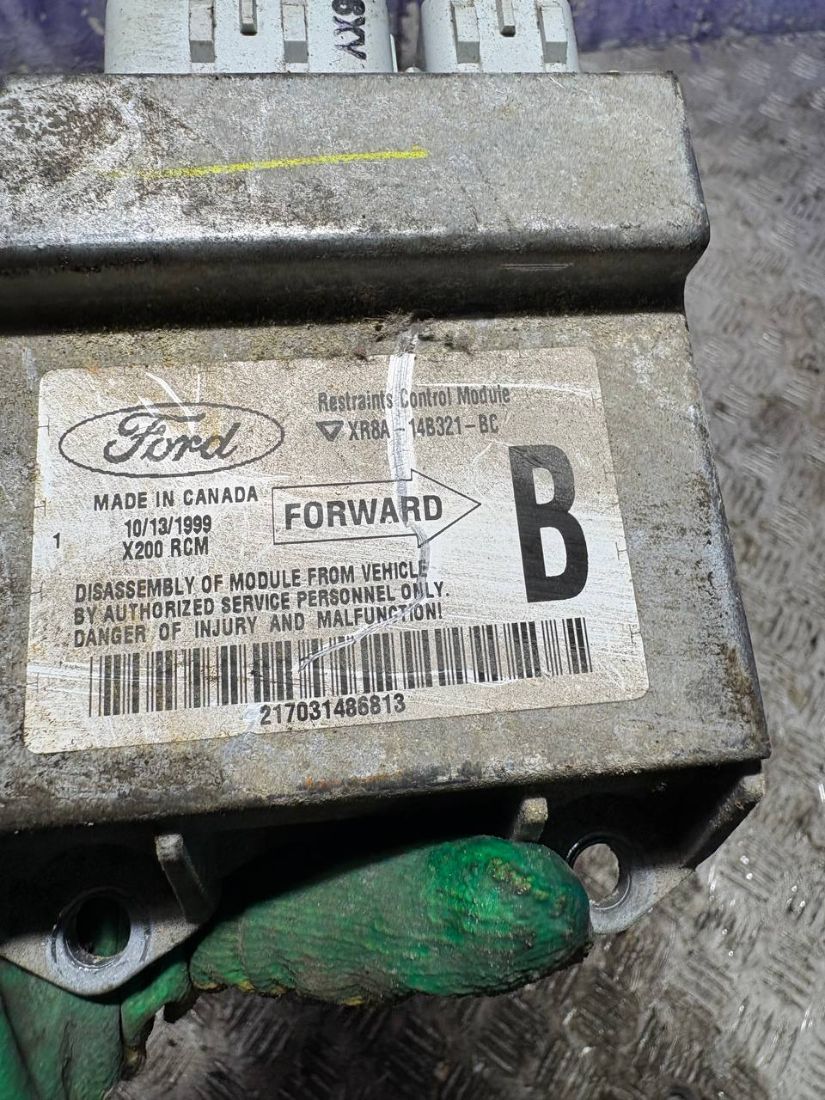 6XY
Ford
Restraints Control Module
XR8A-14B321-BC
MADE IN CANADA
10/13/1999
X200 RCM
1
FORWARD
B
DISASSEMBLY OF MODULE FROM VEHICLE
BY AUTHORIZED SERVICE PERSONNEL ONLY.
DANGER OF INJURY AND MALFUNCTION!
217031486813